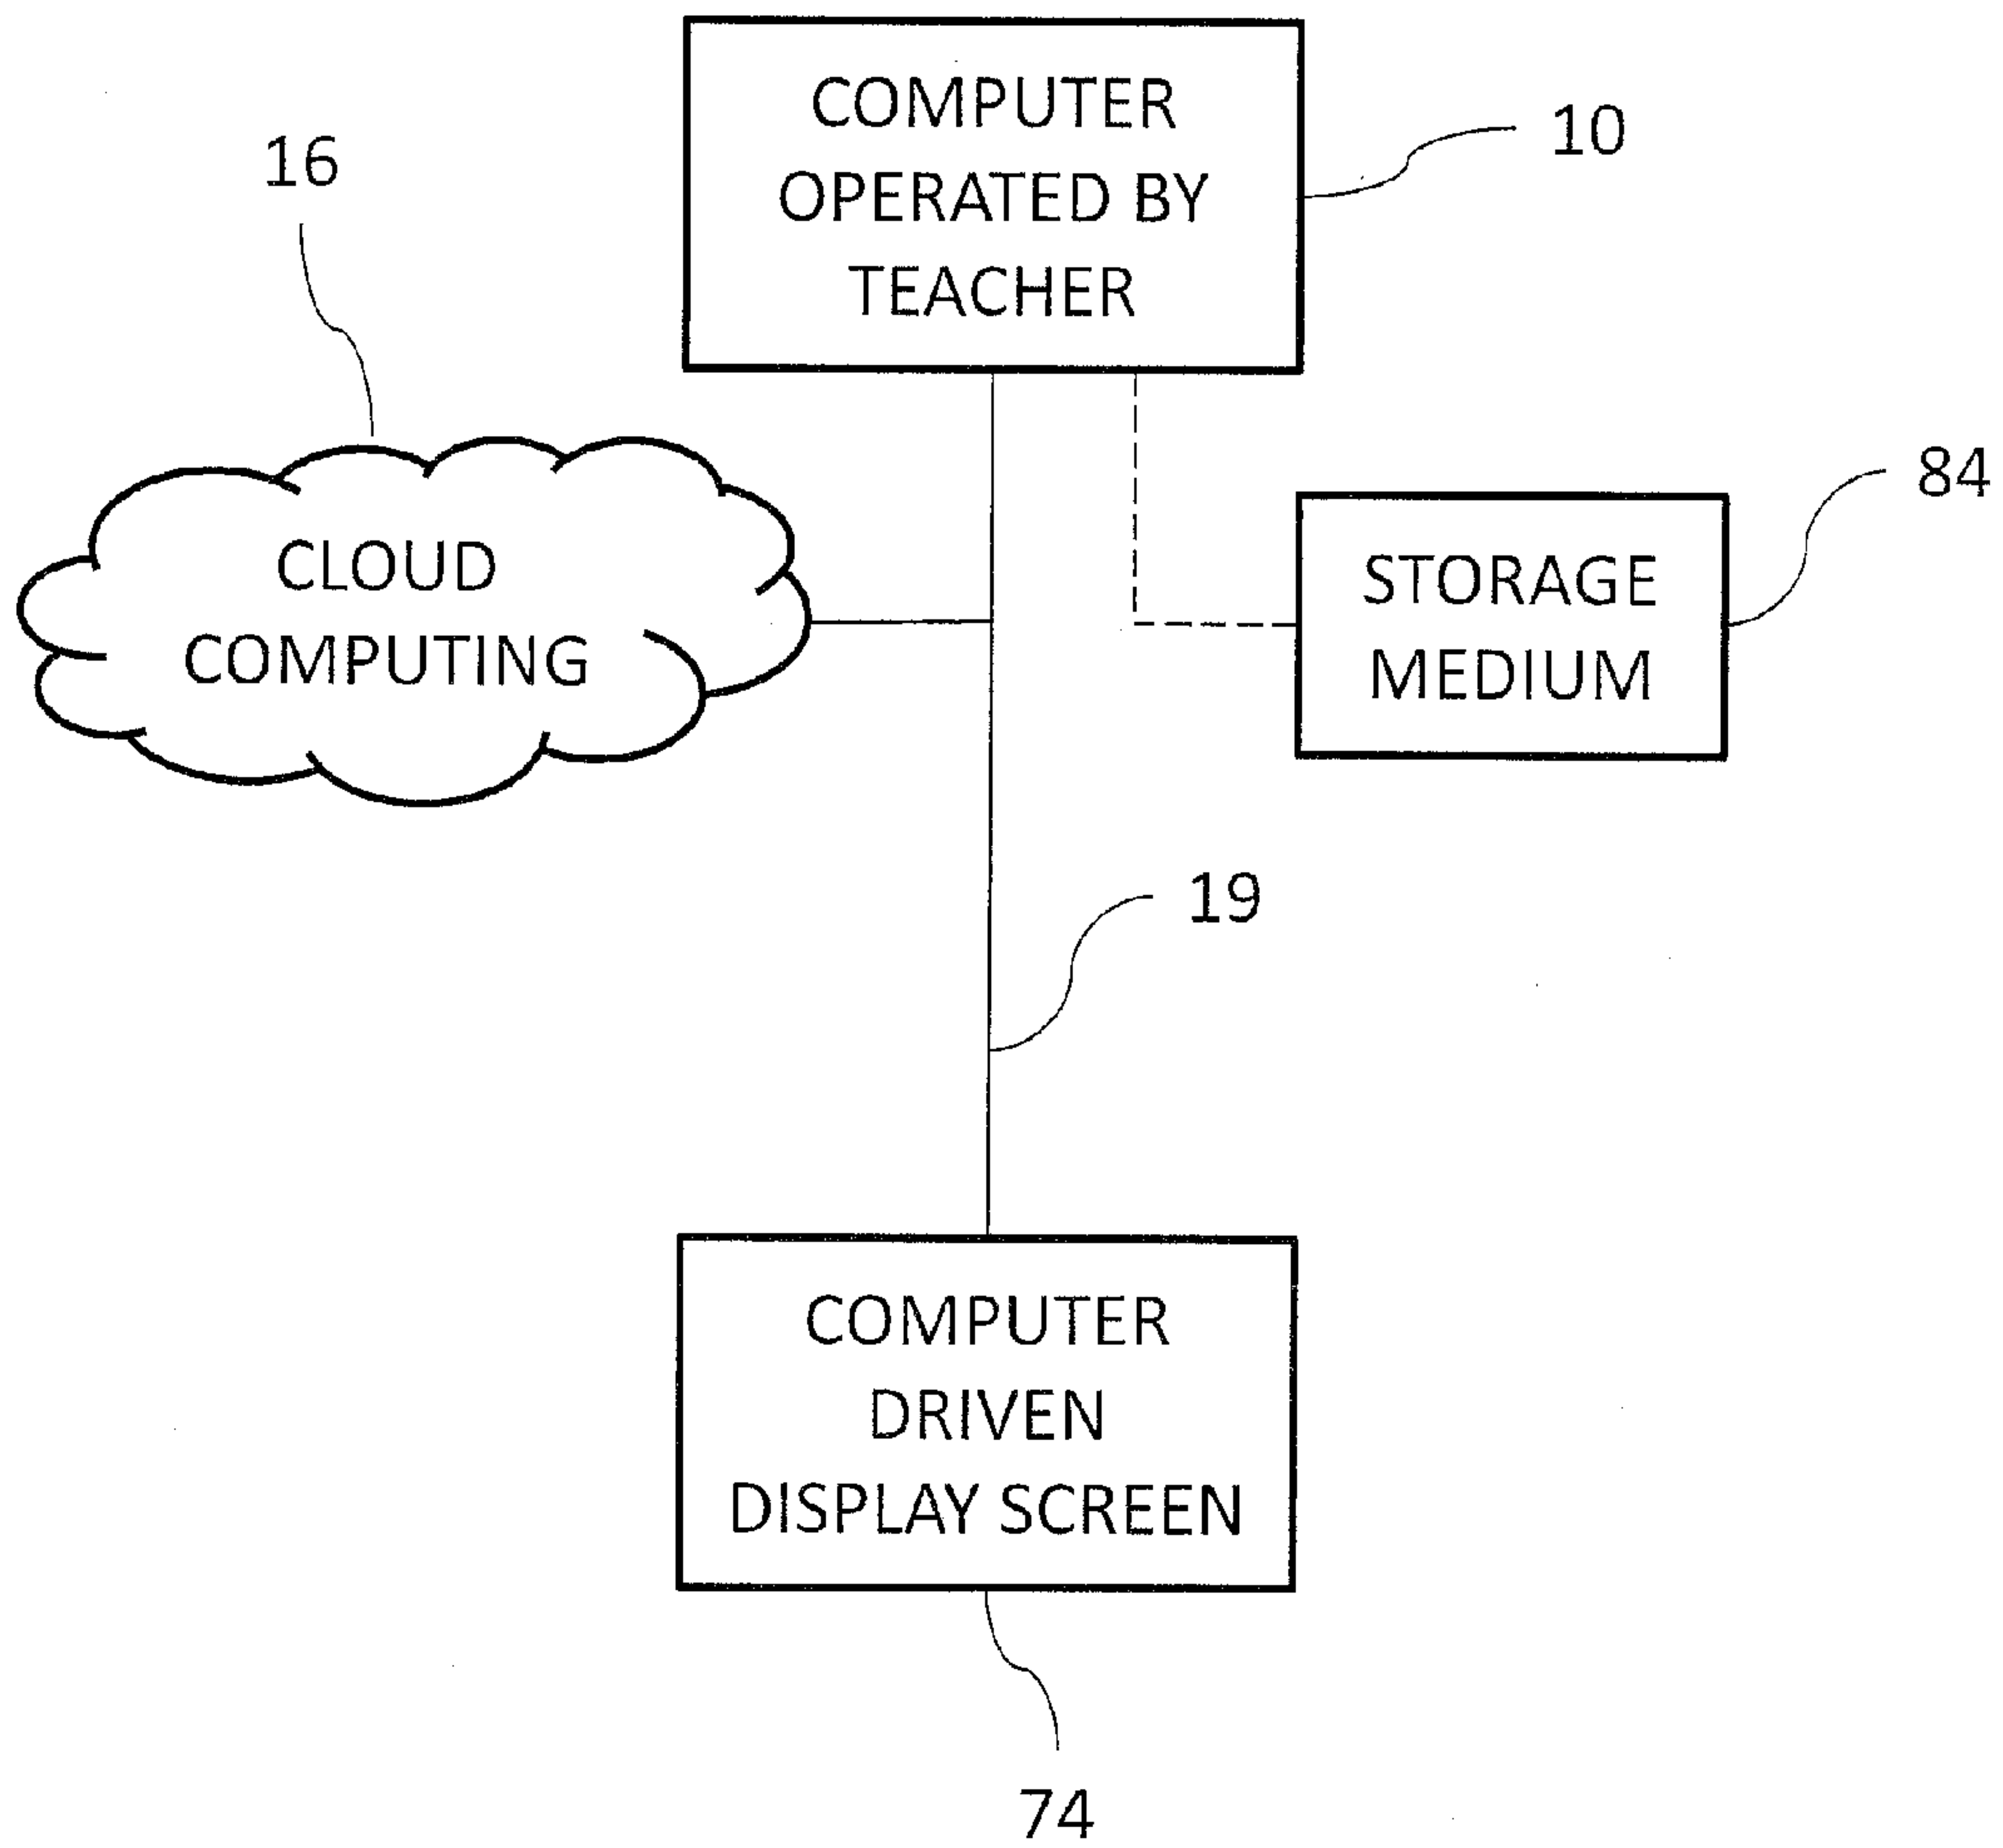 COMPUTER
OPERATED BY
TEACHER
10
16
CLOUD
COMPUTING
84
STORAGE
MEDIUM
19
COMPUTER
DRIVEN
DISPLAY SCREEN
74